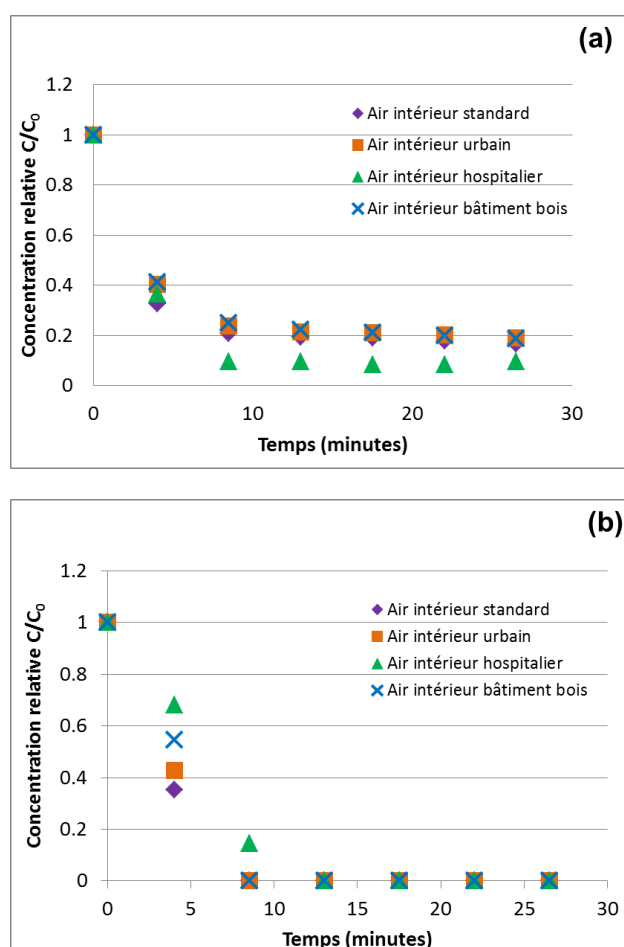 (a)
1.2
1
0.8
0.6
0.4
0.2
0
Concentration relative C/C₀
Air intérieur standard
Air intérieur urbain
Air intérieur hospitalier
Air intérieur bâtiment bois
0 10 20 30
Temps (minutes)
(b)
1.2
1
0.8
0.6
0.4
0.2
0
Concentration relative C/C₀
Air intérieur standard
Air intérieur urbain
Air intérieur hospitalier
Air intérieur bâtiment bois
0 5 10 15 20 25 30
Temps (minutes)